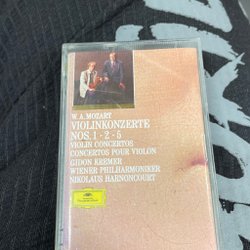 W. A. MOZART
VIOLINKONZERTE
NOS. 1 · 2 · 5
VIOLIN CONCERTOS
CONCERTOS POUR VIOLON
GIDON KREMER
WIENER PHILHARMONIKER
NIKOLAUS HARNONCOURT